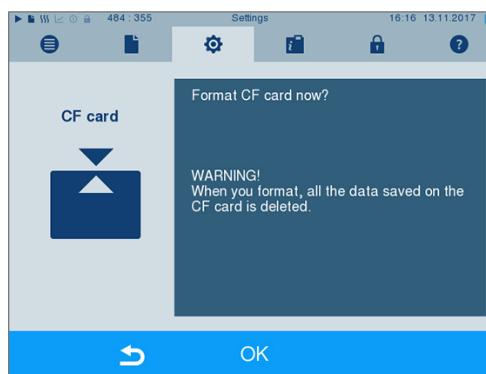 484 : 355 Settings 16:16 13.11.2017
i ?
CF card
Format CF card now?
WARNING!
When you format, all the data saved on the
CF card is deleted.
OK